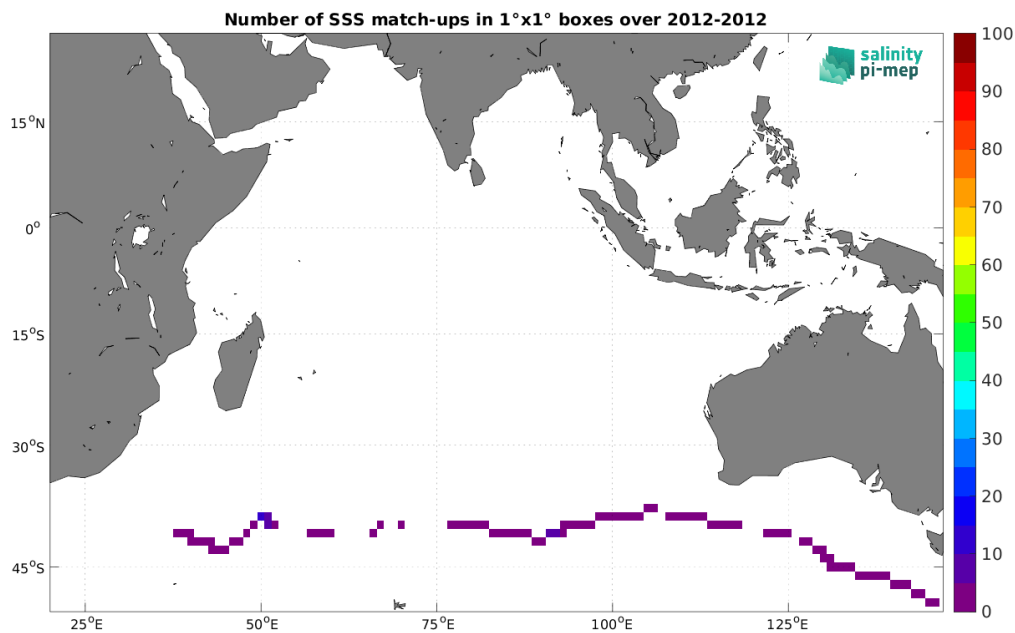 Number of SSS match-ups in 1°x1° boxes over 2012-2012
salinity
pi-mep
15°N
0°
15°S
30°S
45°S
25°E
50°E
75°E
100°E
125°E
100
90
80
70
60
50
40
30
20
10
0